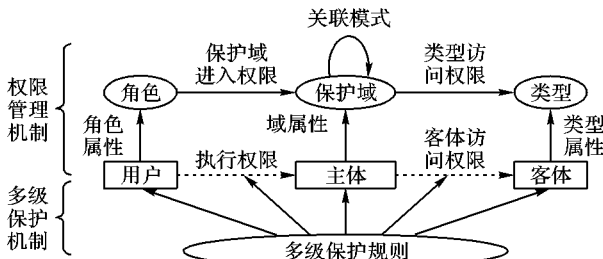 关联模式
保护域
进入权限
类型访
问权限
权限
管理
机制
角色
保护域
类型
角色
属性
域属性
执行权限
客体访
问权限
类型
属性
用户
主体
客体
多级
保护
机制
多级保护规则